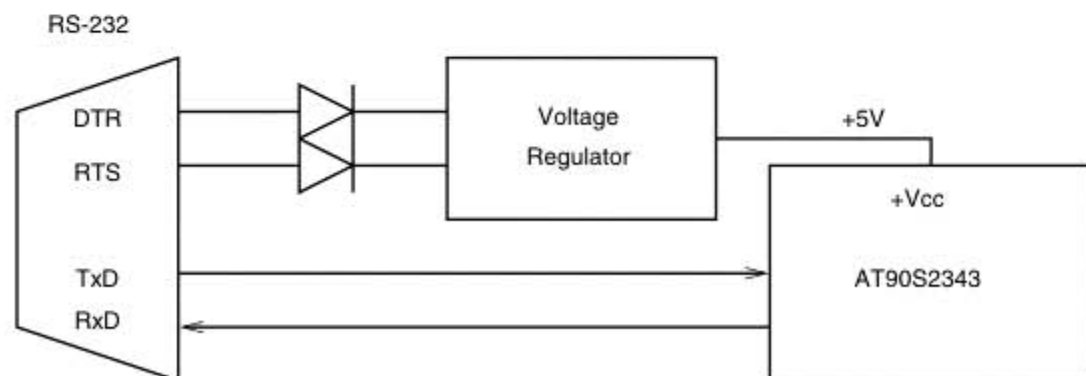 RS-232
DTR
RTS
TxD
RxD
Voltage
Regulator
+5V
+Vcc
AT90S2343